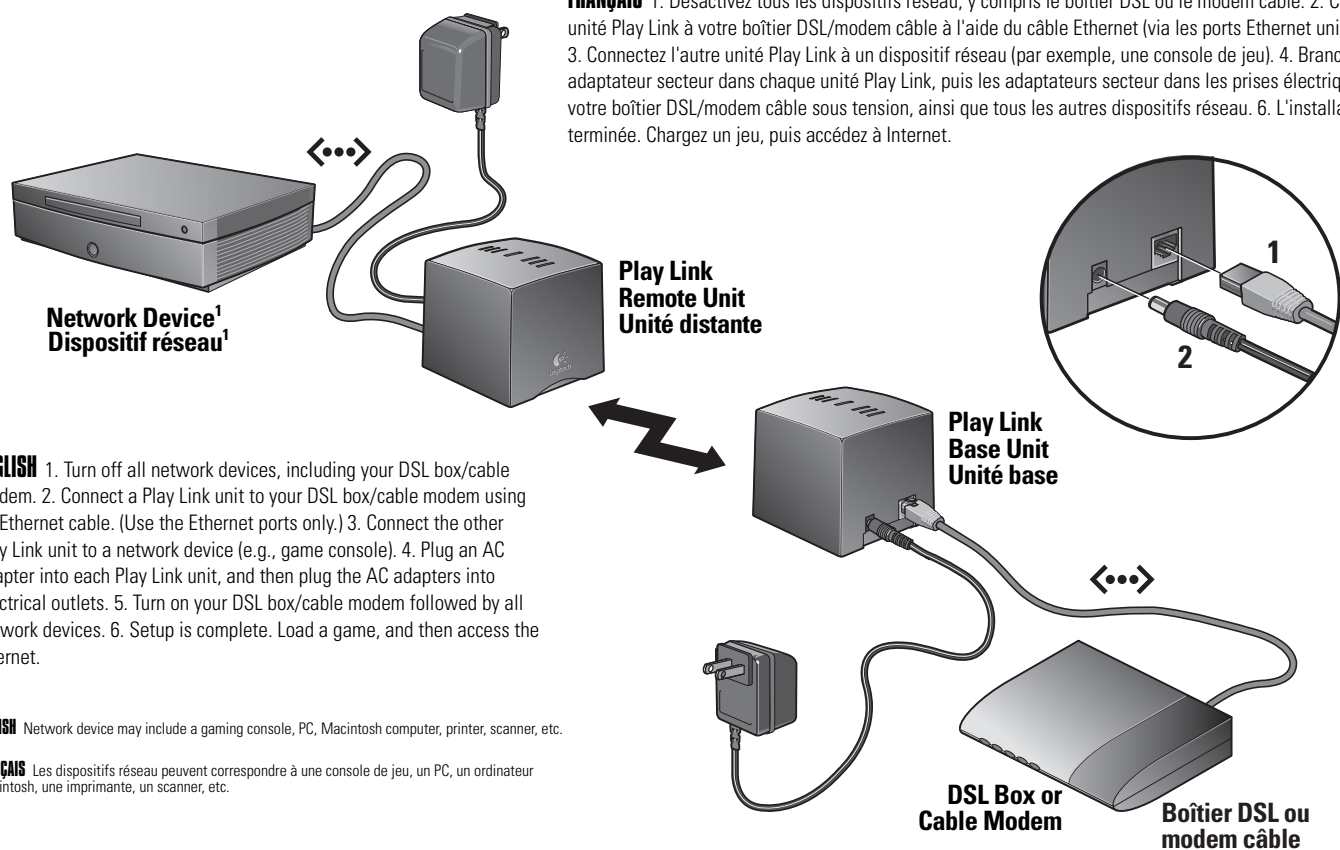 FRANÇAIS 1. Désactivez tous les dispositifs réseau, y compris le boîtier DSL ou le modem câble. 2. C
unité Play Link à votre boîtier DSL/modem câble à l'aide du câble Ethernet (via les ports Ethernet uni
3. Connectez l'autre unité Play Link à un dispositif réseau (par exemple, une console de jeu). 4. Branc
adaptateur secteur dans chaque unité Play Link, puis les adaptateurs secteur dans les prises électriq
votre boîtier DSL/modem câble sous tension, ainsi que tous les autres dispositifs réseau. 6. L'installa
terminée. Chargez un jeu, puis accédez à Internet.
Network Device¹
Dispositif réseau¹
Play Link
Remote Unit
Unité distante
Logitech
1
2
Play Link
Base Unit
Unité base
GLISH 1. Turn off all network devices, including your DSL box/cable
dem. 2. Connect a Play Link unit to your DSL box/cable modem using
Ethernet cable. (Use the Ethernet ports only.) 3. Connect the other
y Link unit to a network device (e.g., game console). 4. Plug an AC
apter into each Play Link unit, and then plug the AC adapters into
ctrical outlets. 5. Turn on your DSL box/cable modem followed by all
work devices. 6. Setup is complete. Load a game, and then access the
ernet.
ISH Network device may include a gaming console, PC, Macintosh computer, printer, scanner, etc.
ÇAIS Les dispositifs réseau peuvent correspondre à une console de jeu, un PC, un ordinateur
intosh, une imprimante, un scanner, etc.
DSL Box or
Cable Modem
Boîtier DSL ou
modem câble